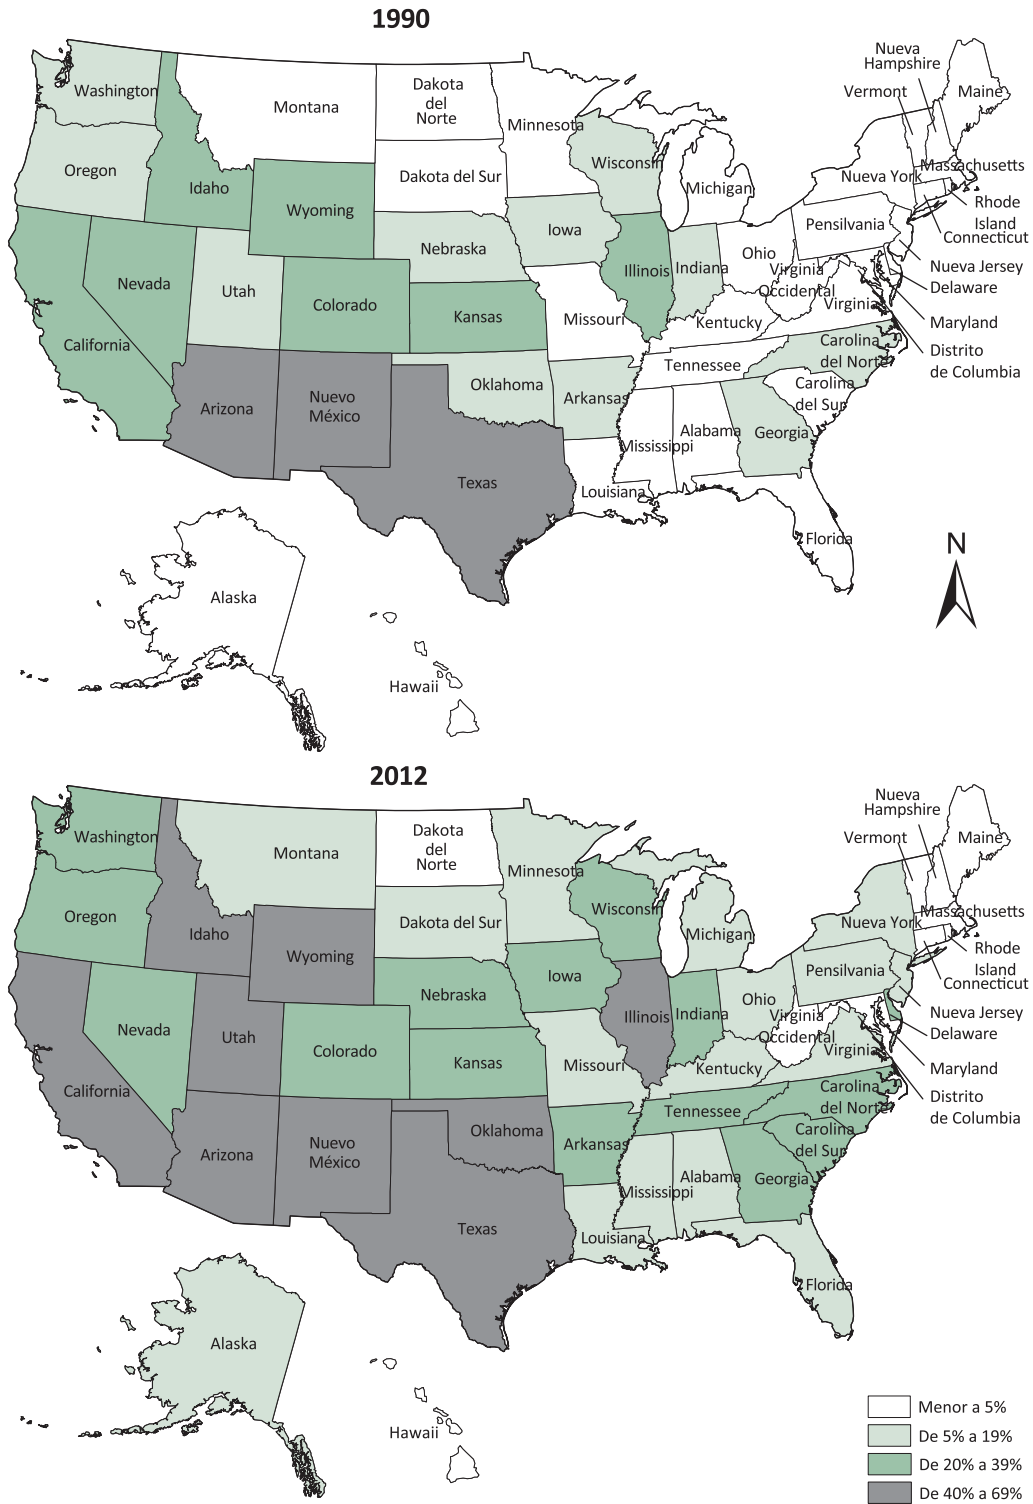 1990
Washington
Montana
Dakota
del
Norte
Minnesota
Nueva
Hampshire
Vermont
Maine
Oregon
Idaho
Wyoming
Dakota del Sur
Wisconsin
Michigan
Nueva York
Massachusetts
Rhode
Island
Connecticut
Nevada
Utah
Colorado
Nebraska
Iowa
Illinois
Indiana
Ohio
Pensilvania
Virginia
Occidental
Virginia
Nueva Jersey
Delaware
Maryland
Distrito
de Columbia
California
Kansas
Missouri
Kentucky
Tennessee
Carolina
del Norte
Carolina
del Sur
Arizona
Nuevo
México
Oklahoma
Arkansas
Mississippi
Alabama
Georgia
Texas
Louisiana
Florida
N
Alaska
Hawaii
2012
Washington
Montana
Dakota
del
Norte
Minnesota
Nueva
Hampshire
Vermont
Maine
Oregon
Idaho
Wyoming
Dakota del Sur
Wisconsin
Michigan
Nueva York
Massachusetts
Rhode
Island
Connecticut
Nevada
Utah
Colorado
Nebraska
Iowa
Illinois
Indiana
Ohio
Pensilvania
Virginia
Occidental
Virginia
Nueva Jersey
Delaware
Maryland
Distrito
de Columbia
California
Kansas
Missouri
Kentucky
Tennessee
Carolina
del Norte
Carolina
del Sur
Arizona
Nuevo
México
Oklahoma
Arkansas
Mississippi
Alabama
Georgia
Texas
Louisiana
Florida
Alaska
Hawaii
Menor a 5%
De 5% a 19%
De 20% a 39%
De 40% a 69%